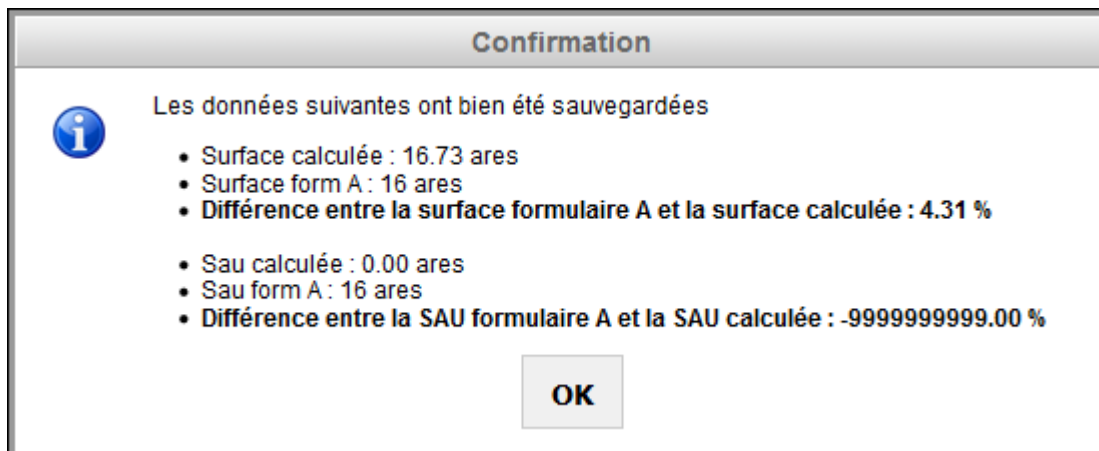 Confirmation
Les données suivantes ont bien été sauvegardées
• Surface calculée : 16.73 ares
• Surface form A : 16 ares
• Différence entre la surface formulaire A et la surface calculée : 4.31 %
• Sau calculée : 0.00 ares
• Sau form A : 16 ares
• Différence entre la SAU formulaire A et la SAU calculée : -9999999999.00 %
OK